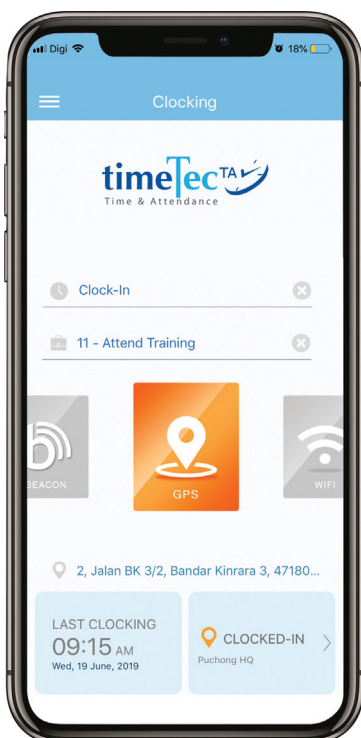 Digi
18%
Clocking
timeTec TA
Time & Attendance
Clock-In
11 - Attend Training
BEACON
GPS
WIFI
2, Jalan BK 3/2, Bandar Kinrara 3, 47180...
LAST CLOCKING
09:15 AM
Wed, 19 June, 2019
CLOCKED-IN
Puchong HQ